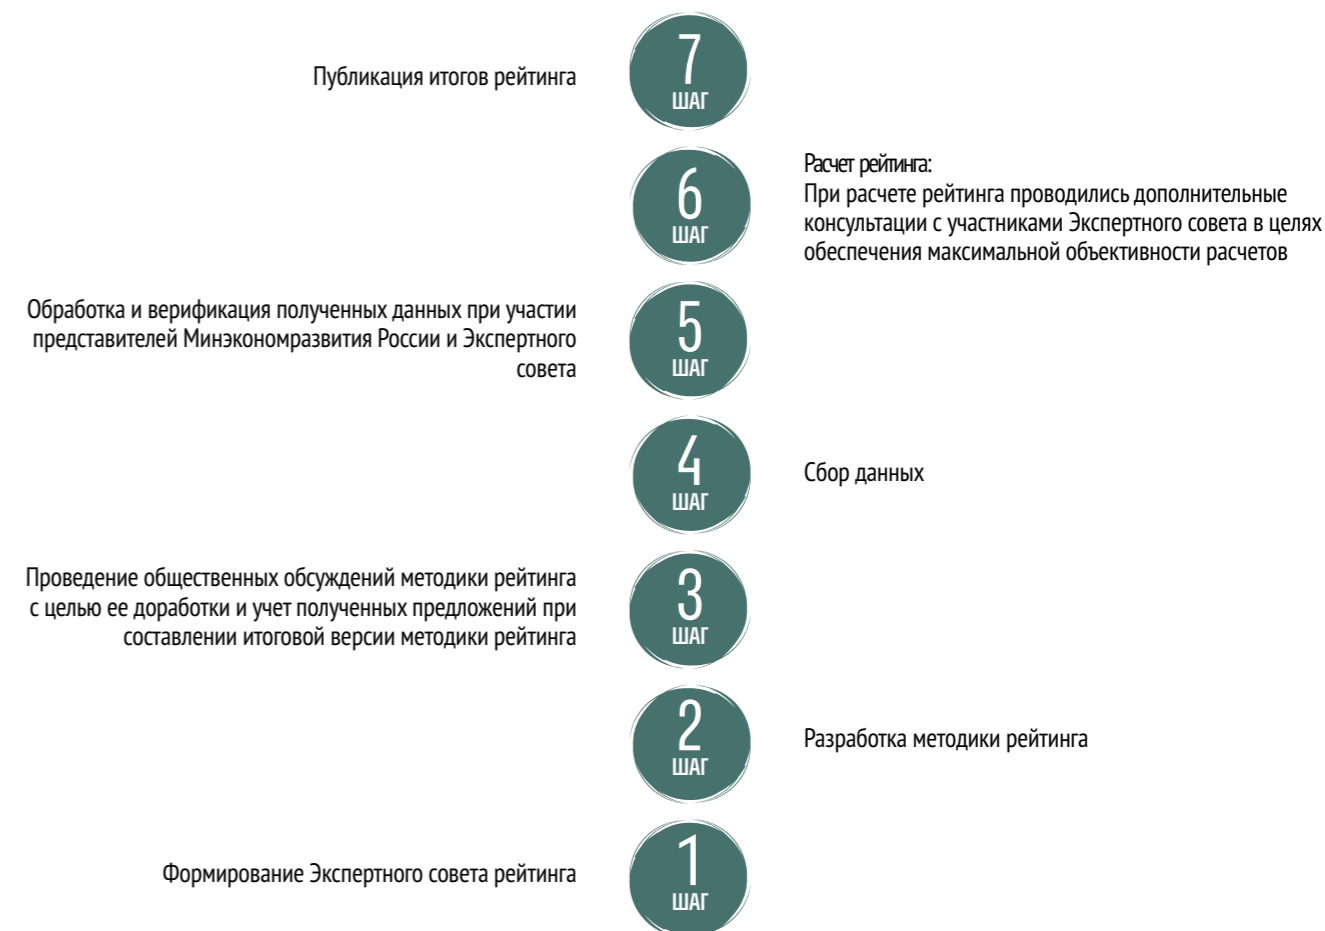 Публикация итогов рейтинга
7
ШАГ
6
ШАГ
Расчет рейтинга:
При расчете рейтинга проводились дополнительные
консультации с участниками Экспертного совета в целях
обеспечения максимальной объективности расчетов
Обработка и верификация полученных данных при участии
представителей Минэкономразвития России и Экспертного
совета
5
ШАГ
4
ШАГ
Сбор данных
Проведение общественных обсуждений методики рейтинга
с целью ее доработки и учет полученных предложений при
составлении итоговой версии методики рейтинга
3
ШАГ
2
ШАГ
Разработка методики рейтинга
Формирование Экспертного совета рейтинга
1
ШАГ